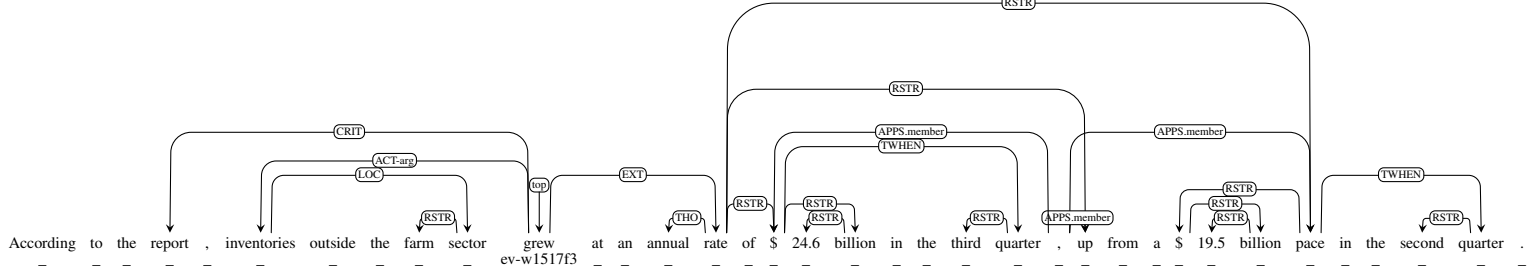 RSTR
RSTR
CRIT APPS.member APPS.member
TWHEN
ACT-arg
LOC EXT TWHEN
top
RSTR
RSTR RSTR RSTR
RSTR THO RSTR RSTR APPS.member RSTR RSTR
According to the report , inventories outside the farm sector grew at an annual rate of $ 24.6 billion in the third quarter , up from a $ 19.5 billion pace in the second quarter .
_ _ _ _ _ _ _ _ _ _ ev-w1517f3 _ _ _ _ _ _ _ _ _ _ _ _ _ _ _ _ _ _ _ _ _ _ _ _ _